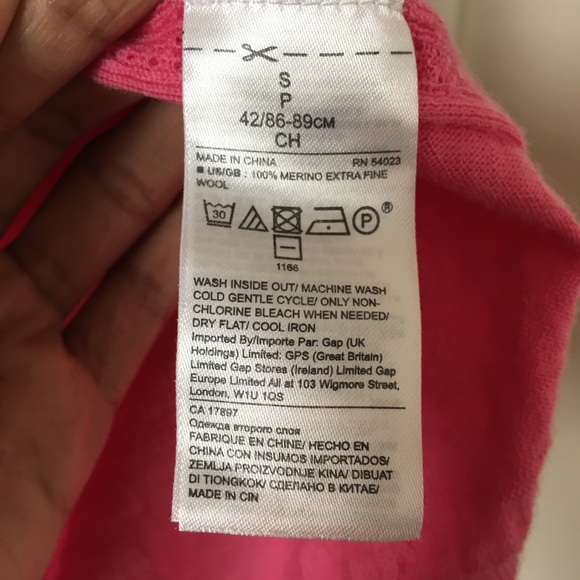 S
P
42/86-89CM
CH
MADE IN CHINA RN 54023
■ US/GB : 100% MERINO EXTRA FINE
WOOL
30
P ®
1166
WASH INSIDE OUT/ MACHINE WASH
COLD GENTLE CYCLE/ ONLY NON-
CHLORINE BLEACH WHEN NEEDED/
DRY FLAT/ COOL IRON
Imported By/Importe Par: Gap (UK
Holdings) Limited: GPS (Great Britain)
Limited Gap Stores (Ireland) Limited Gap
Europe Limited All at 103 Wigmore Street,
London, W1U 1QS
CA 17897
Одежда второго слоя
FABRIQUE EN CHINE/ HECHO EN
CHINA CON INSUMOS IMPORTADOS/
ZEMLJA PROIZVODNJE KINA/ DIBUAT
DI TIONGKOK/ СДЕЛАНО В КИТАЕ/
MADE IN CIN